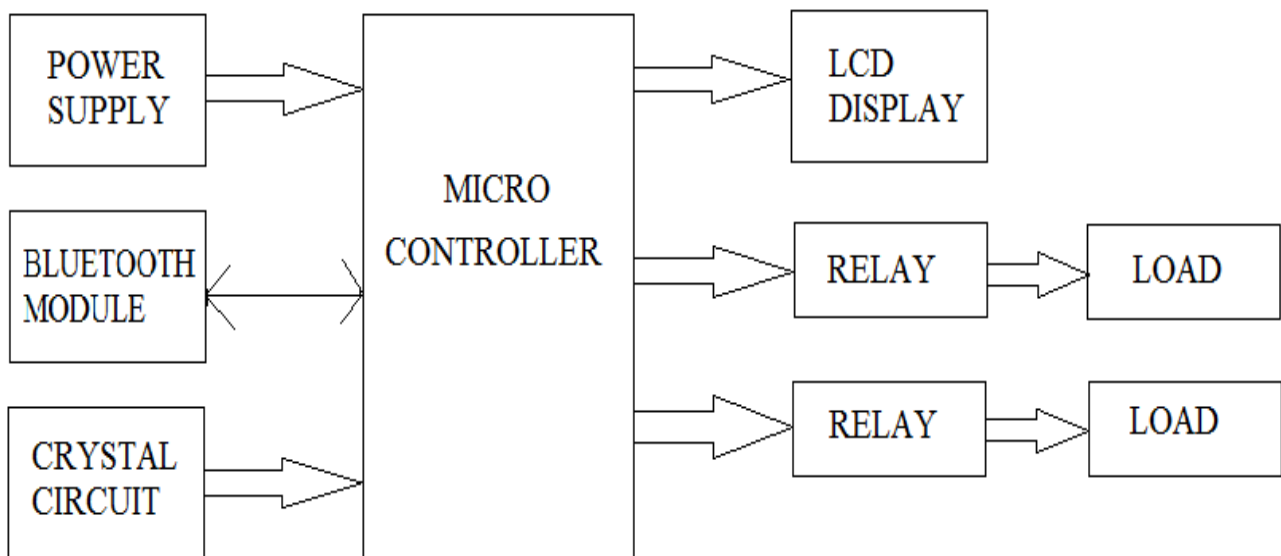 POWER
SUPPLY
LCD
DISPLAY
MICRO
CONTROLLER
BLUETOOTH
MODULE
RELAY
LOAD
RELAY
LOAD
CRYSTAL
CIRCUIT